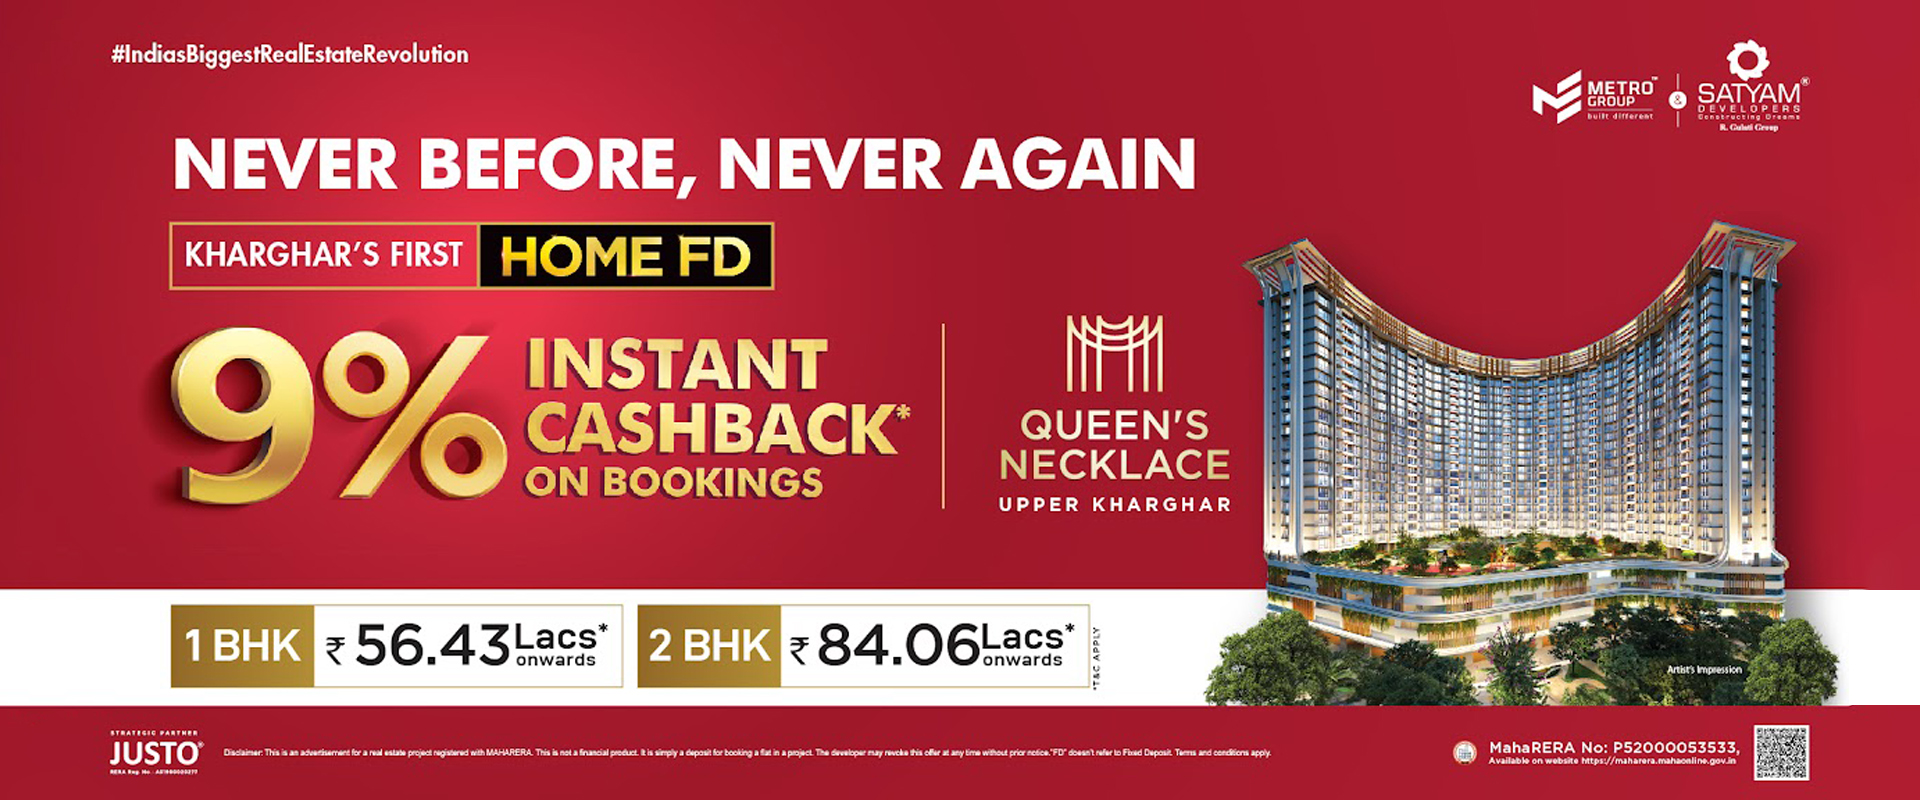 #IndiasBiggestRealEstateRevolution
METRO™
GROUP
built different
&
SATYAM®
DEVELOPERS
Constructing Dreams
R. Gulati Group
NEVER BEFORE, NEVER AGAIN
KHARGHAR'S FIRST HOME FD
9% INSTANT
CASHBACK*
ON BOOKINGS
QUEEN'S
NECKLACE
UPPER KHARGHAR
1 BHK ₹ 56.43 Lacs* onwards
2 BHK ₹ 84.06 Lacs* onwards
*T&C APPLY
Artist's Impression
STRATEGIC PARTNER
JUSTO®
Disclaimer: This is an advertisement for a real estate project registered with MAHARERA. This is not a financial product. It is simply a deposit for booking a flat in a project. The developer may revoke this offer at any time without prior notice."FD" doesn't refer to Fixed Deposit. Terms and conditions apply.
MahaRERA No: P52000053533,
Available on website https://maharera.mahaonline.gov.in